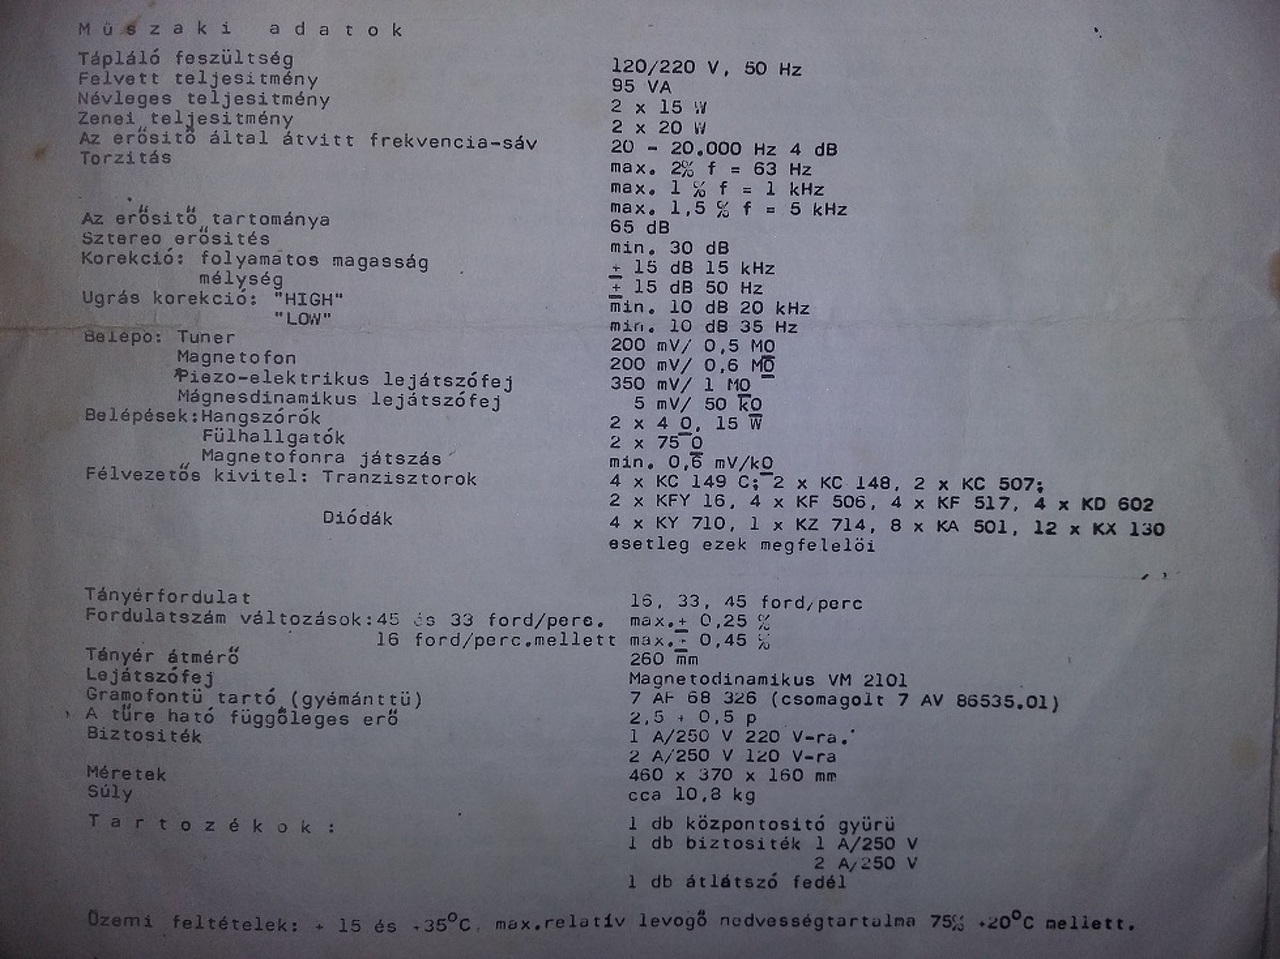 Műszaki adatok
Tápláló feszültség 120/220 V, 50 Hz
Felvett teljesitmény 95 VA
Névleges teljesitmény 2 x 15 W
Zenei teljesitmény 2 x 20 W
Az erősitő által átvitt frekvencia-sáv 20 - 20.000 Hz 4 dB
Torzitás max. 2% f = 63 Hz
max. 1 % f = 1 kHz
max. 1,5 % f = 5 kHz
Az erősitő tartománya 65 dB
Sztereo erősités min. 30 dB
Korekció: folyamatos magasság ± 15 dB 15 kHz
mélység ± 15 dB 50 Hz
Ugrás korekció: "HIGH" min. 10 dB 20 kHz
"LOW" min. 10 dB 35 Hz
Belépő: Tuner 200 mV/ 0,5 MO
Magnetofon 200 mV/ 0,6 MO
Piezo-elektrikus lejátszófej 350 mV/ 1 MO
Mágnesdinamikus lejátszófej 5 mV/ 50 kO
Belépések: Hangszórók 2 x 4 O, 15 W
Fülhallgatók 2 x 75 O
Magnetofonra játszás min. 0,6 mV/kO
Félvezetős kivitel: Tranzisztorok 4 x KC 149 C; 2 x KC 148, 2 x KC 507;
2 x KFY 16, 4 x KF 506, 4 x KF 517, 4 x KD 602
Diódák 4 x KY 710, 1 x KZ 714, 8 x KA 501, 12 x KX 130
esetleg ezek megfelelöi
Tányérfordulat 16, 33, 45 ford/perc
Fordulatszám változások: 45 és 33 ford/perc. max.± 0,25 %
16 ford/perc.mellett max.± 0,45 %
Tányér átmérő 260 mm
Lejátszófej Magnetodinamikus VM 2101
Gramofontü tartó (gyémánttü) 7 AF 68 326 (csomagolt 7 AV 86535.01)
A tűre ható függőleges erő 2,5 + 0,5 p
Biztositék 1 A/250 V 220 V-ra.
2 A/250 V 120 V-ra
Méretek 460 x 370 x 160 mm
Súly cca 10,8 kg
Tartozékok: 1 db központositó gyürü
1 db biztositék 1 A/250 V
2 A/250 V
1 db átlátszó fedél
Üzemi feltételek: + 15 és +35°C, max.relatív levogő nedvességtartalma 75% +20°C mellett.